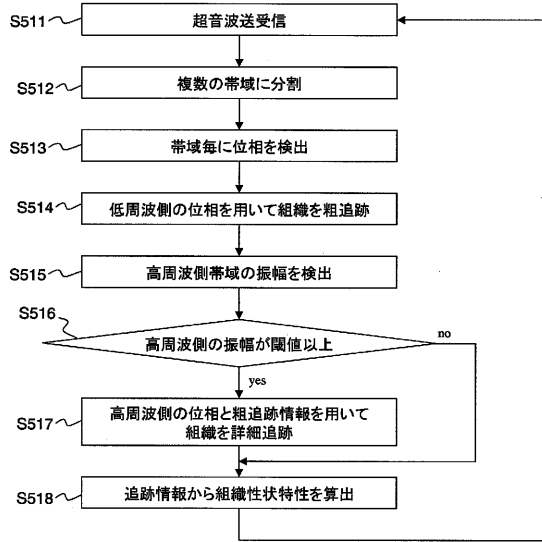 S511
超音波送受信
S512
複数の帯域に分割
S513
帯域毎に位相を検出
S514
低周波側の位相を用いて組織を粗追跡
S515
高周波側帯域の振幅を検出
S516
高周波側の振幅が閾値以上
no
yes
S517
高周波側の位相と粗追跡情報を用いて
組織を詳細追跡
S518
追跡情報から組織性状特性を算出